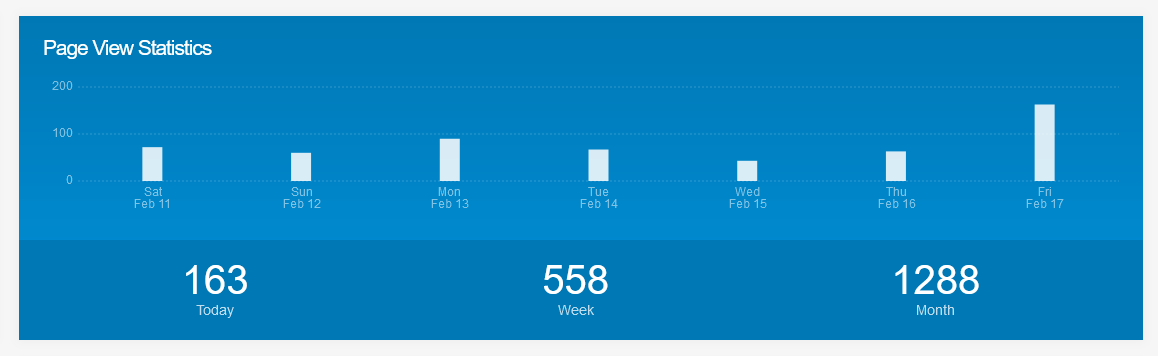 Page View Statistics
200
100
0
Sat Sun Mon Tue Wed Thu Fri
Feb 11 Feb 12 Feb 13 Feb 14 Feb 15 Feb 16 Feb 17
163 558 1288
Today Week Month